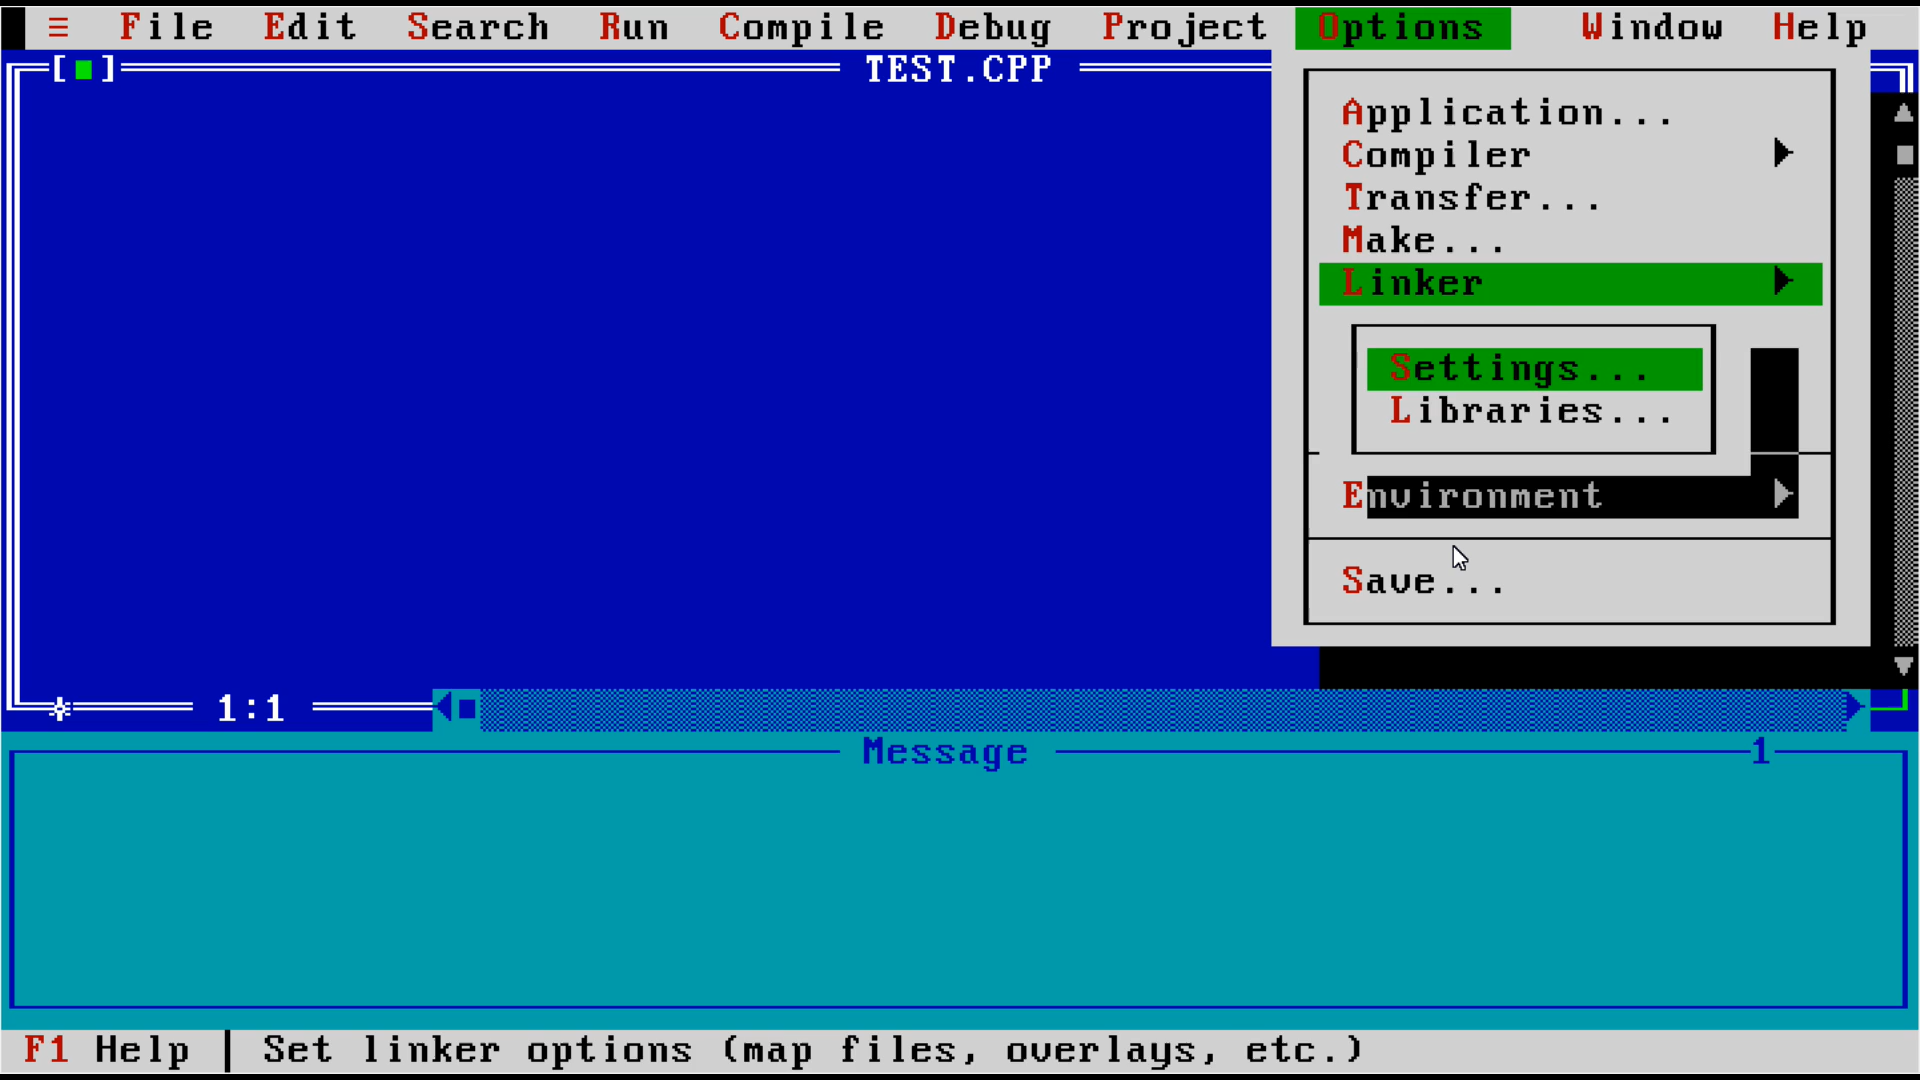 ≡ File Edit Search Run Compile Debug Project Options Window Help
[■] TEST.CPP
Application...
Compiler
Transfer...
Make...
Linker
Settings...
Libraries...
Environment
Save...
1:1
Message 1
F1 Help | Set linker options (map files, overlays, etc.)